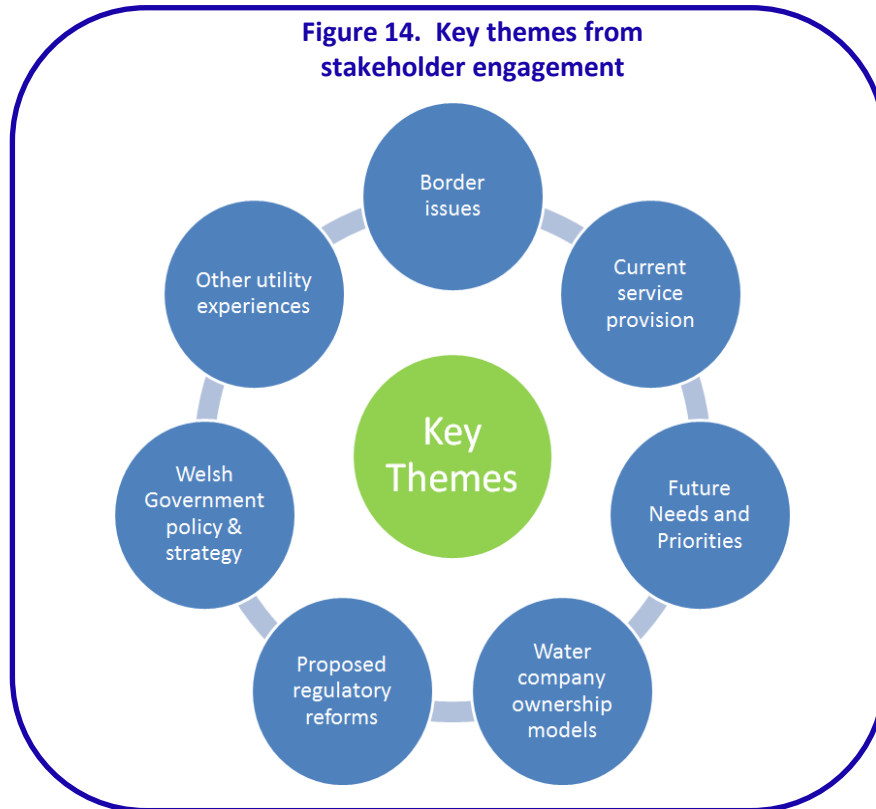 Figure 14. Key themes from
stakeholder engagement
Border
issues
Current
service
provision
Future
Needs and
Priorities
Water
company
ownership
models
Proposed
regulatory
reforms
Welsh
Government
policy &
strategy
Other utility
experiences
Key
Themes